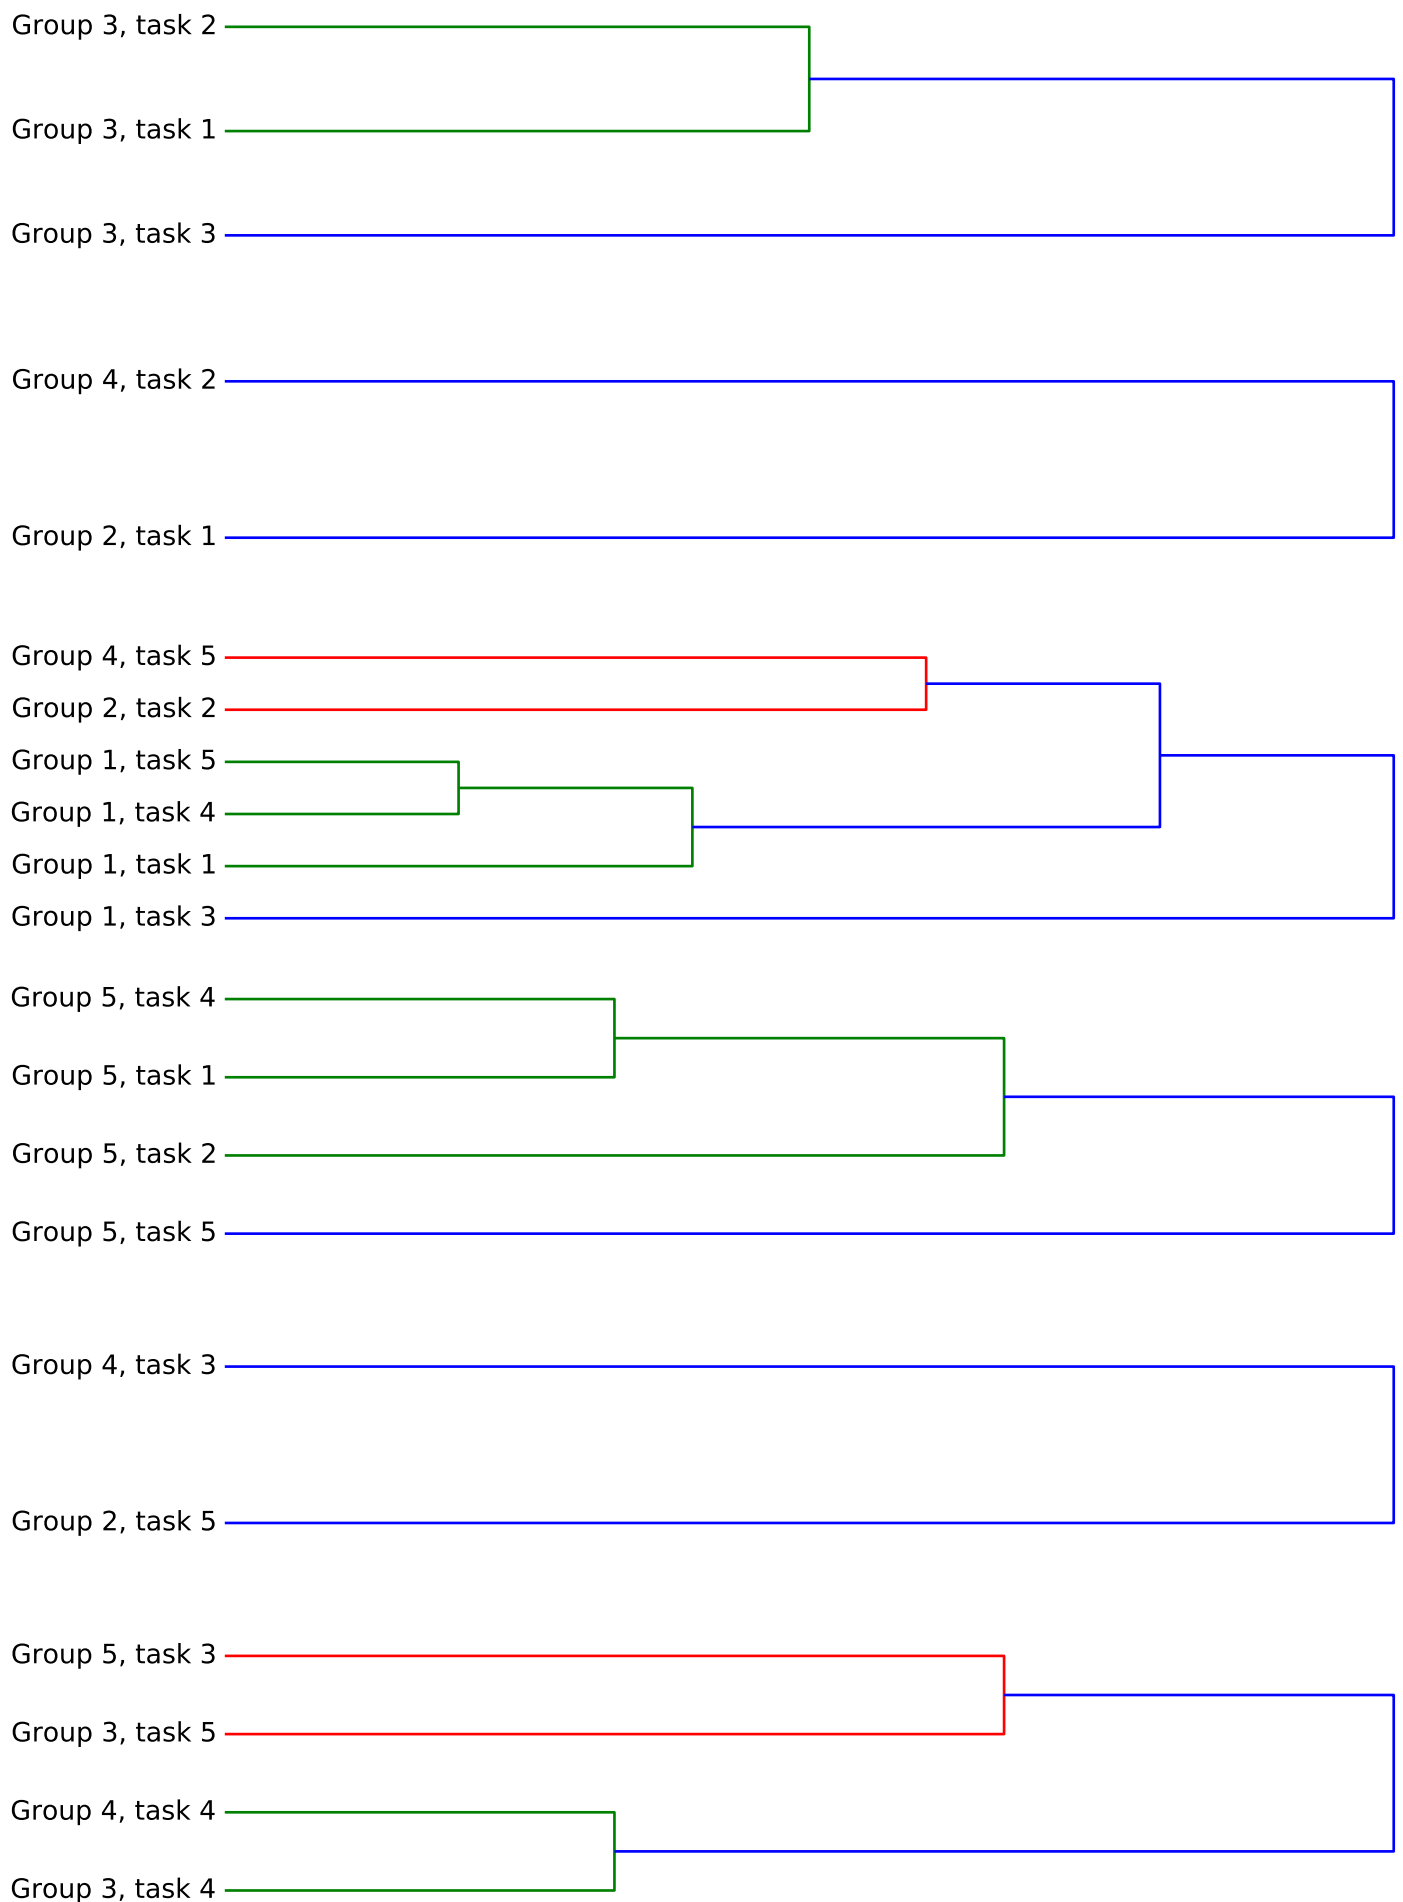 Group 3, task 2
Group 3, task 1
Group 3, task 3
Group 4, task 2
Group 2, task 1
Group 4, task 5
Group 2, task 2
Group 1, task 5
Group 1, task 4
Group 1, task 1
Group 1, task 3
Group 5, task 4
Group 5, task 1
Group 5, task 2
Group 5, task 5
Group 4, task 3
Group 2, task 5
Group 5, task 3
Group 3, task 5
Group 4, task 4
Group 3, task 4